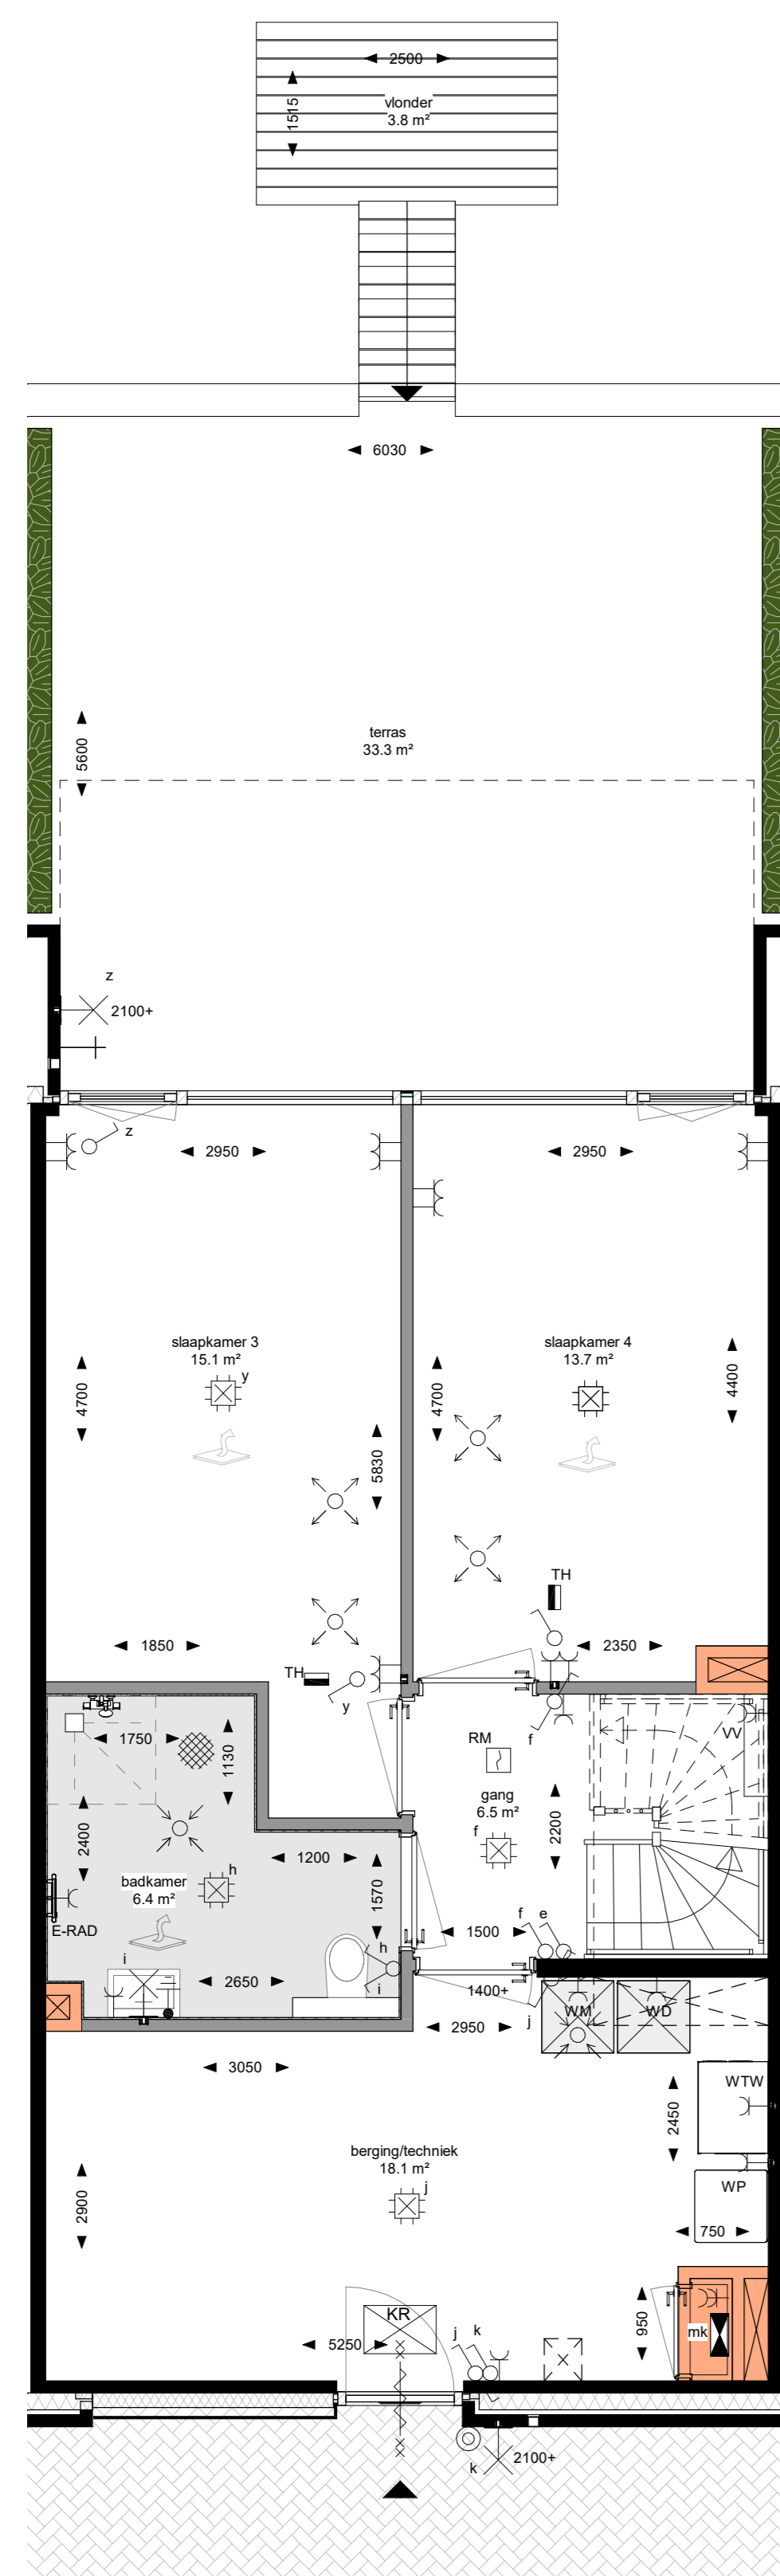 2500
1515
vlonder
3.8 m²
6030
5600
terras
33.3 m²
z
2100+
z
2950
2950
slaapkamer 3
15.1 m²
y
slaapkamer 4
13.7 m²
4700
4700
4400
5830
TH
1850
2350
TH
y
f
VV
1750
1130
RM
gang
6.5 m²
f
2200
2400
1200
1570
badkamer
6.4 m²
h
E-RAD
f e
1500
h
i
i
2650
1400+
j
WM
WD
2950
3050
WTW
2450
berging/techniek
18.1 m²
j
2900
WP
750
KR
950
mk
5250
j
k
2100+
k